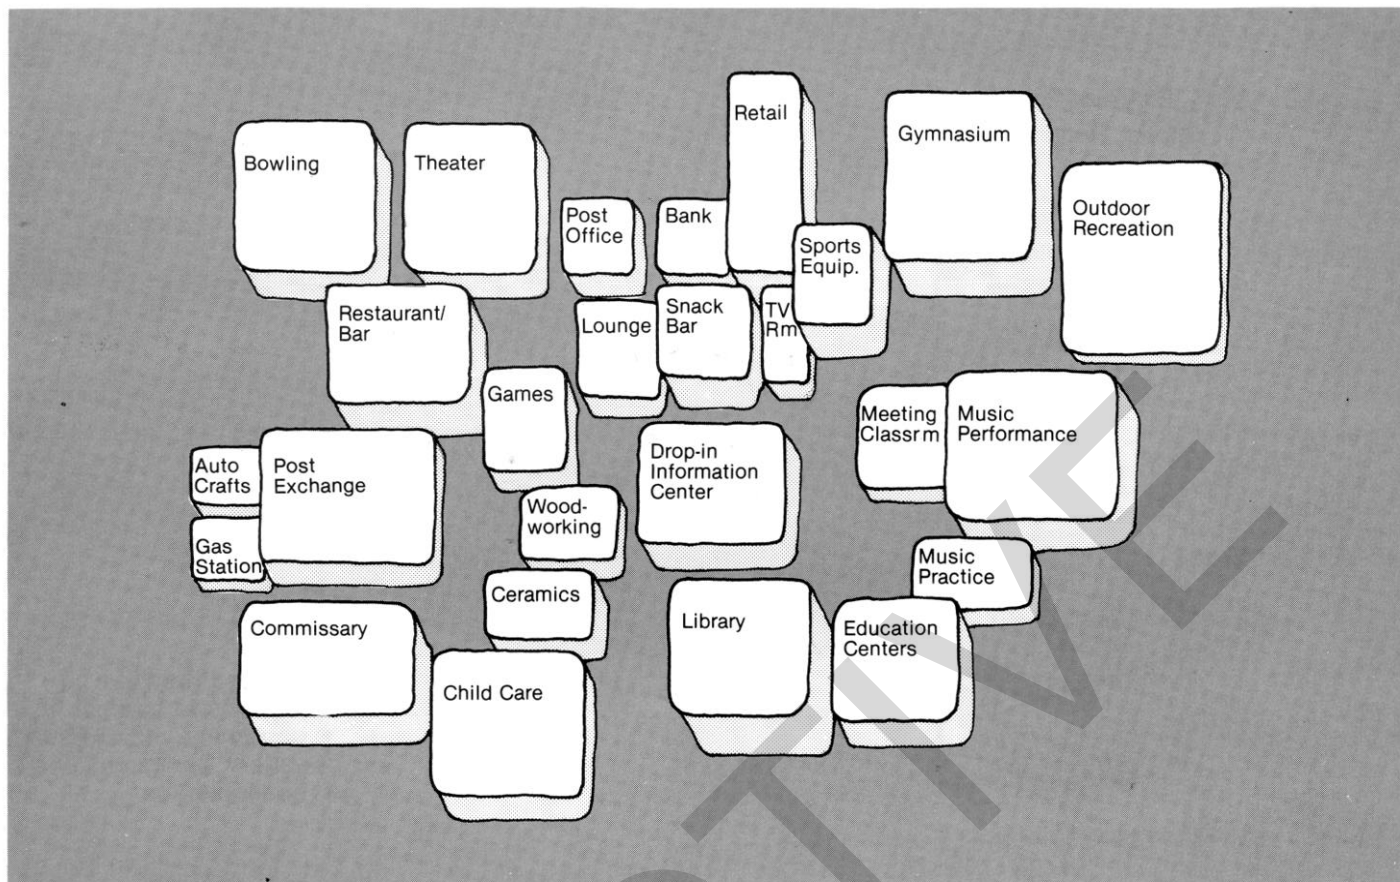 Retail
Gymnasium
Bowling
Theater
Post
Office
Bank
Outdoor
Recreation
Sports
Equip.
Restaurant/
Bar
Lounge
Snack
Bar
TV
Rm
Games
Meeting
Classrm
Music
Performance
Auto
Crafts
Post
Exchange
Drop-in
Information
Center
Wood-
working
Gas
Station
Music
Practice
Ceramics
Commissary
Library
Education
Centers
Child Care
TIVE